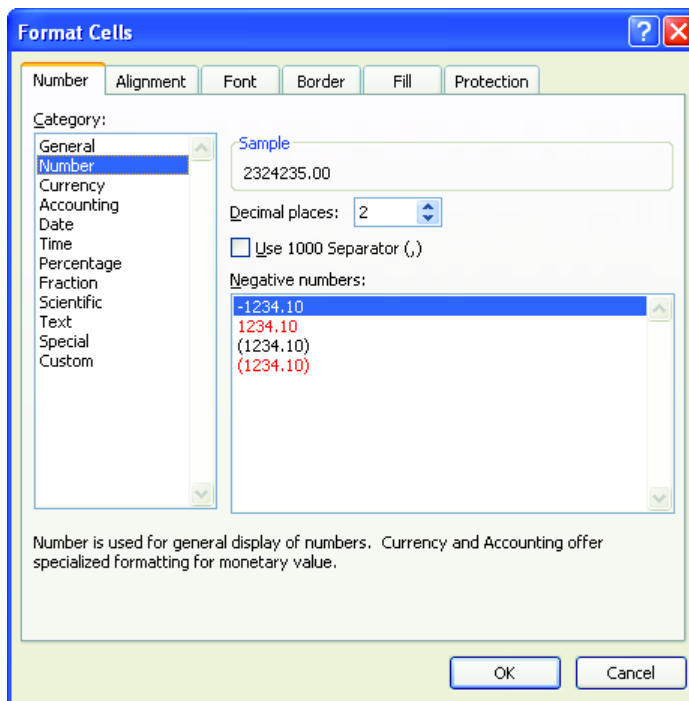 Format Cells
Number Alignment Font Border Fill Protection
Category:
General
Number
Currency
Accounting
Date
Time
Percentage
Fraction
Scientific
Text
Special
Custom
Sample
2324235.00
Decimal places: 2
Use 1000 Separator (,)
Negative numbers:
-1234.10
1234.10
(1234.10)
(1234.10)
Number is used for general display of numbers. Currency and Accounting offer
specialized formatting for monetary value.
OK Cancel